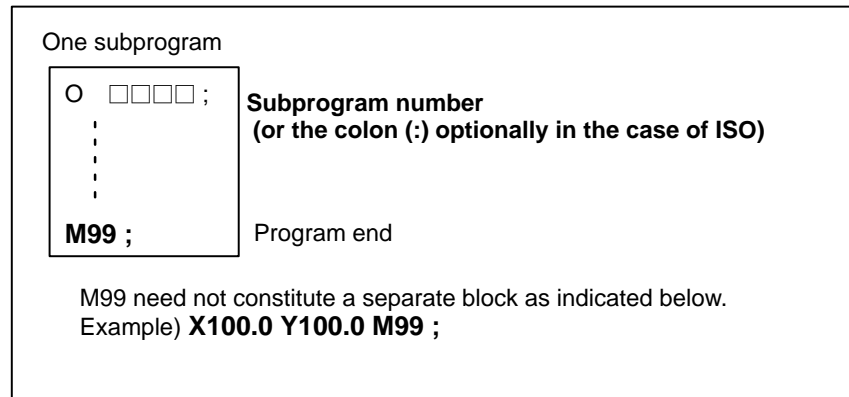 One subprogram
O □□□□ ;
Subprogram number
(or the colon (:) optionally in the case of ISO)
M99 ; Program end
M99 need not constitute a separate block as indicated below.
Example) X100.0 Y100.0 M99 ;